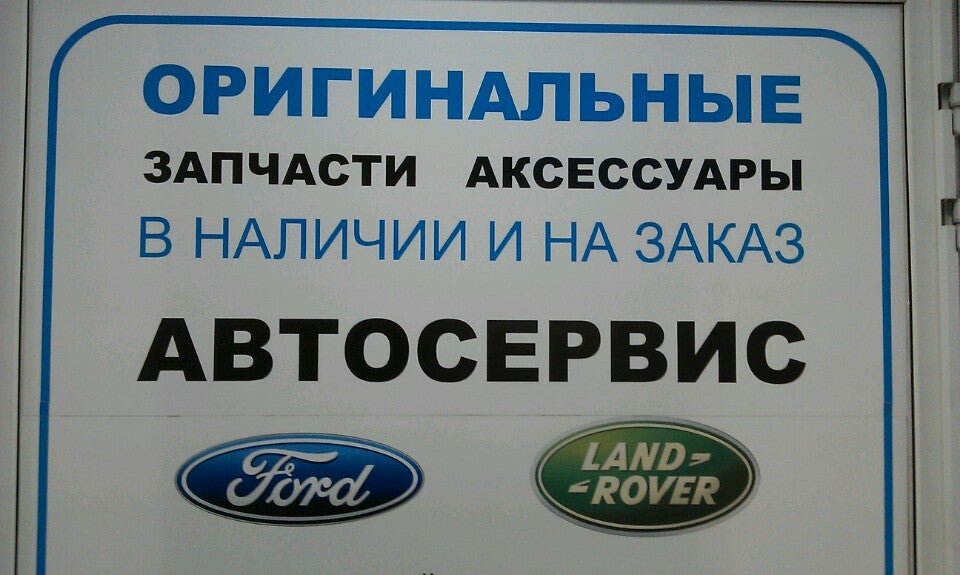 ОРИГИНАЛЬНЫЕ
ЗАПЧАСТИ АКСЕССУАРЫ
В НАЛИЧИИ И НА ЗАКАЗ
АВТОСЕРВИС
Ford
LAND-
-ROVER